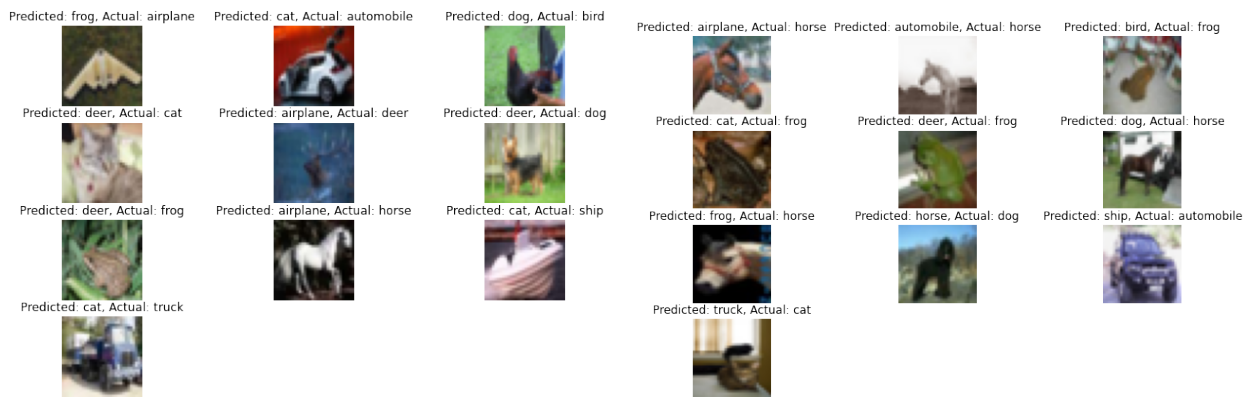 Predicted: frog, Actual: airplane
Predicted: cat, Actual: automobile
Predicted: dog, Actual: bird
Predicted: deer, Actual: cat
Predicted: airplane, Actual: deer
Predicted: deer, Actual: dog
Predicted: deer, Actual: frog
Predicted: airplane, Actual: horse
Predicted: cat, Actual: ship
Predicted: cat, Actual: truck
Predicted: airplane, Actual: horse
Predicted: automobile, Actual: horse
Predicted: bird, Actual: frog
Predicted: cat, Actual: frog
Predicted: deer, Actual: frog
Predicted: dog, Actual: horse
Predicted: frog, Actual: horse
Predicted: horse, Actual: dog
Predicted: ship, Actual: automobile
Predicted: truck, Actual: cat